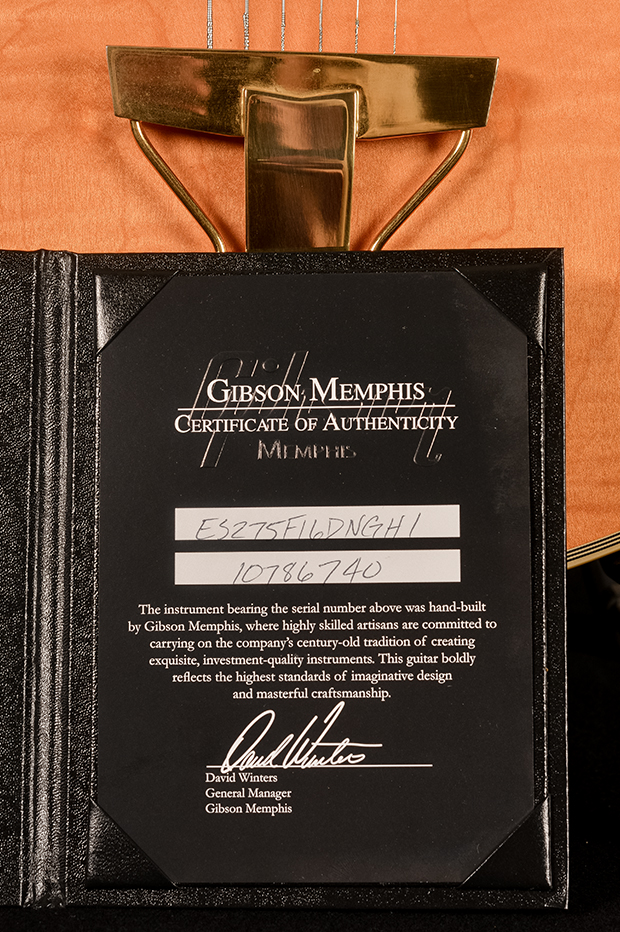 GIBSON MEMPHIS
CERTIFICATE OF AUTHENTICITY
MEMPHIS
ES275F16DNGH1
10786740
The instrument bearing the serial number above was hand-built
by Gibson Memphis, where highly skilled artisans are committed to
carrying on the company's century-old tradition of creating
exquisite, investment-quality instruments. This guitar boldly
reflects the highest standards of imaginative design
and masterful craftsmanship.
David Winters
David Winters
General Manager
Gibson Memphis